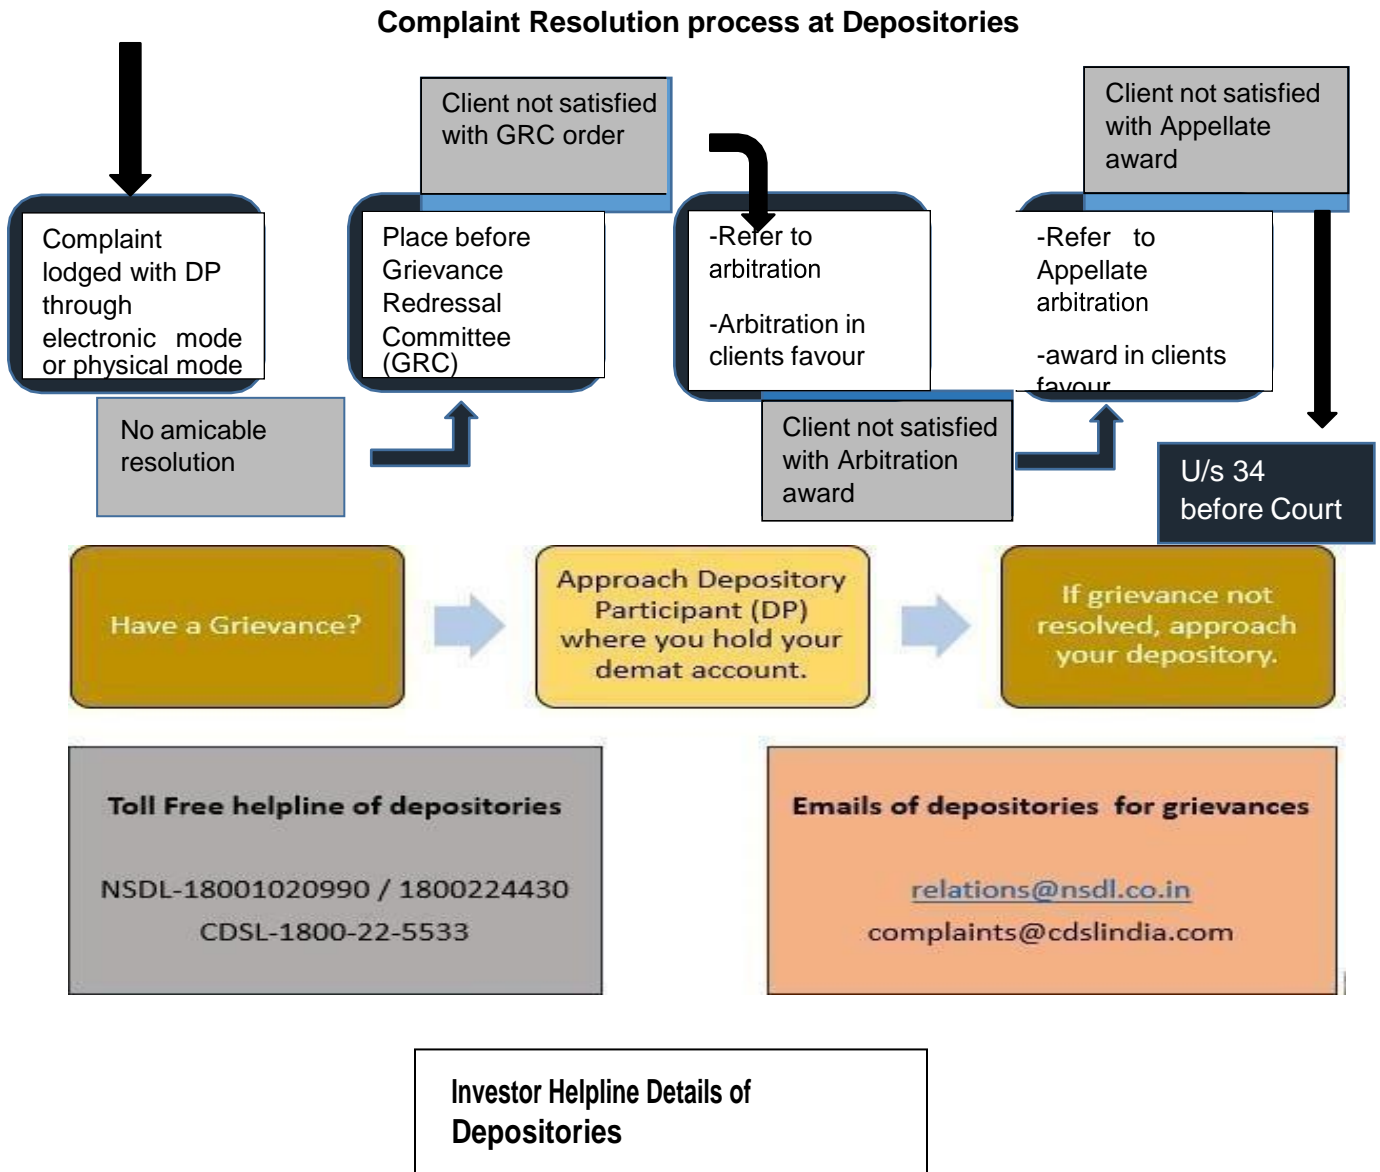 Complaint Resolution process at Depositories
Client not satisfied
with GRC order
Client not satisfied
with Appellate
award
Complaint
lodged with DP
through
electronic mode
or physical mode
Place before
Grievance
Redressal
Committee
(GRC)
-Refer to
arbitration
-Arbitration in
clients favour
-Refer to
Appellate
arbitration
-award in clients
favour
No amicable
resolution
Client not satisfied
with Arbitration
award
U/s 34
before Court
Have a Grievance?
Approach Depository
Participant (DP)
where you hold your
demat account.
If grievance not
resolved, approach
your depository.
Toll Free helpline of depositories
NSDL-18001020990 / 1800224430
CDSL-1800-22-5533
Emails of depositories for grievances
relations@nsdl.co.in
complaints@cdslindia.com
Investor Helpline Details of
Depositories